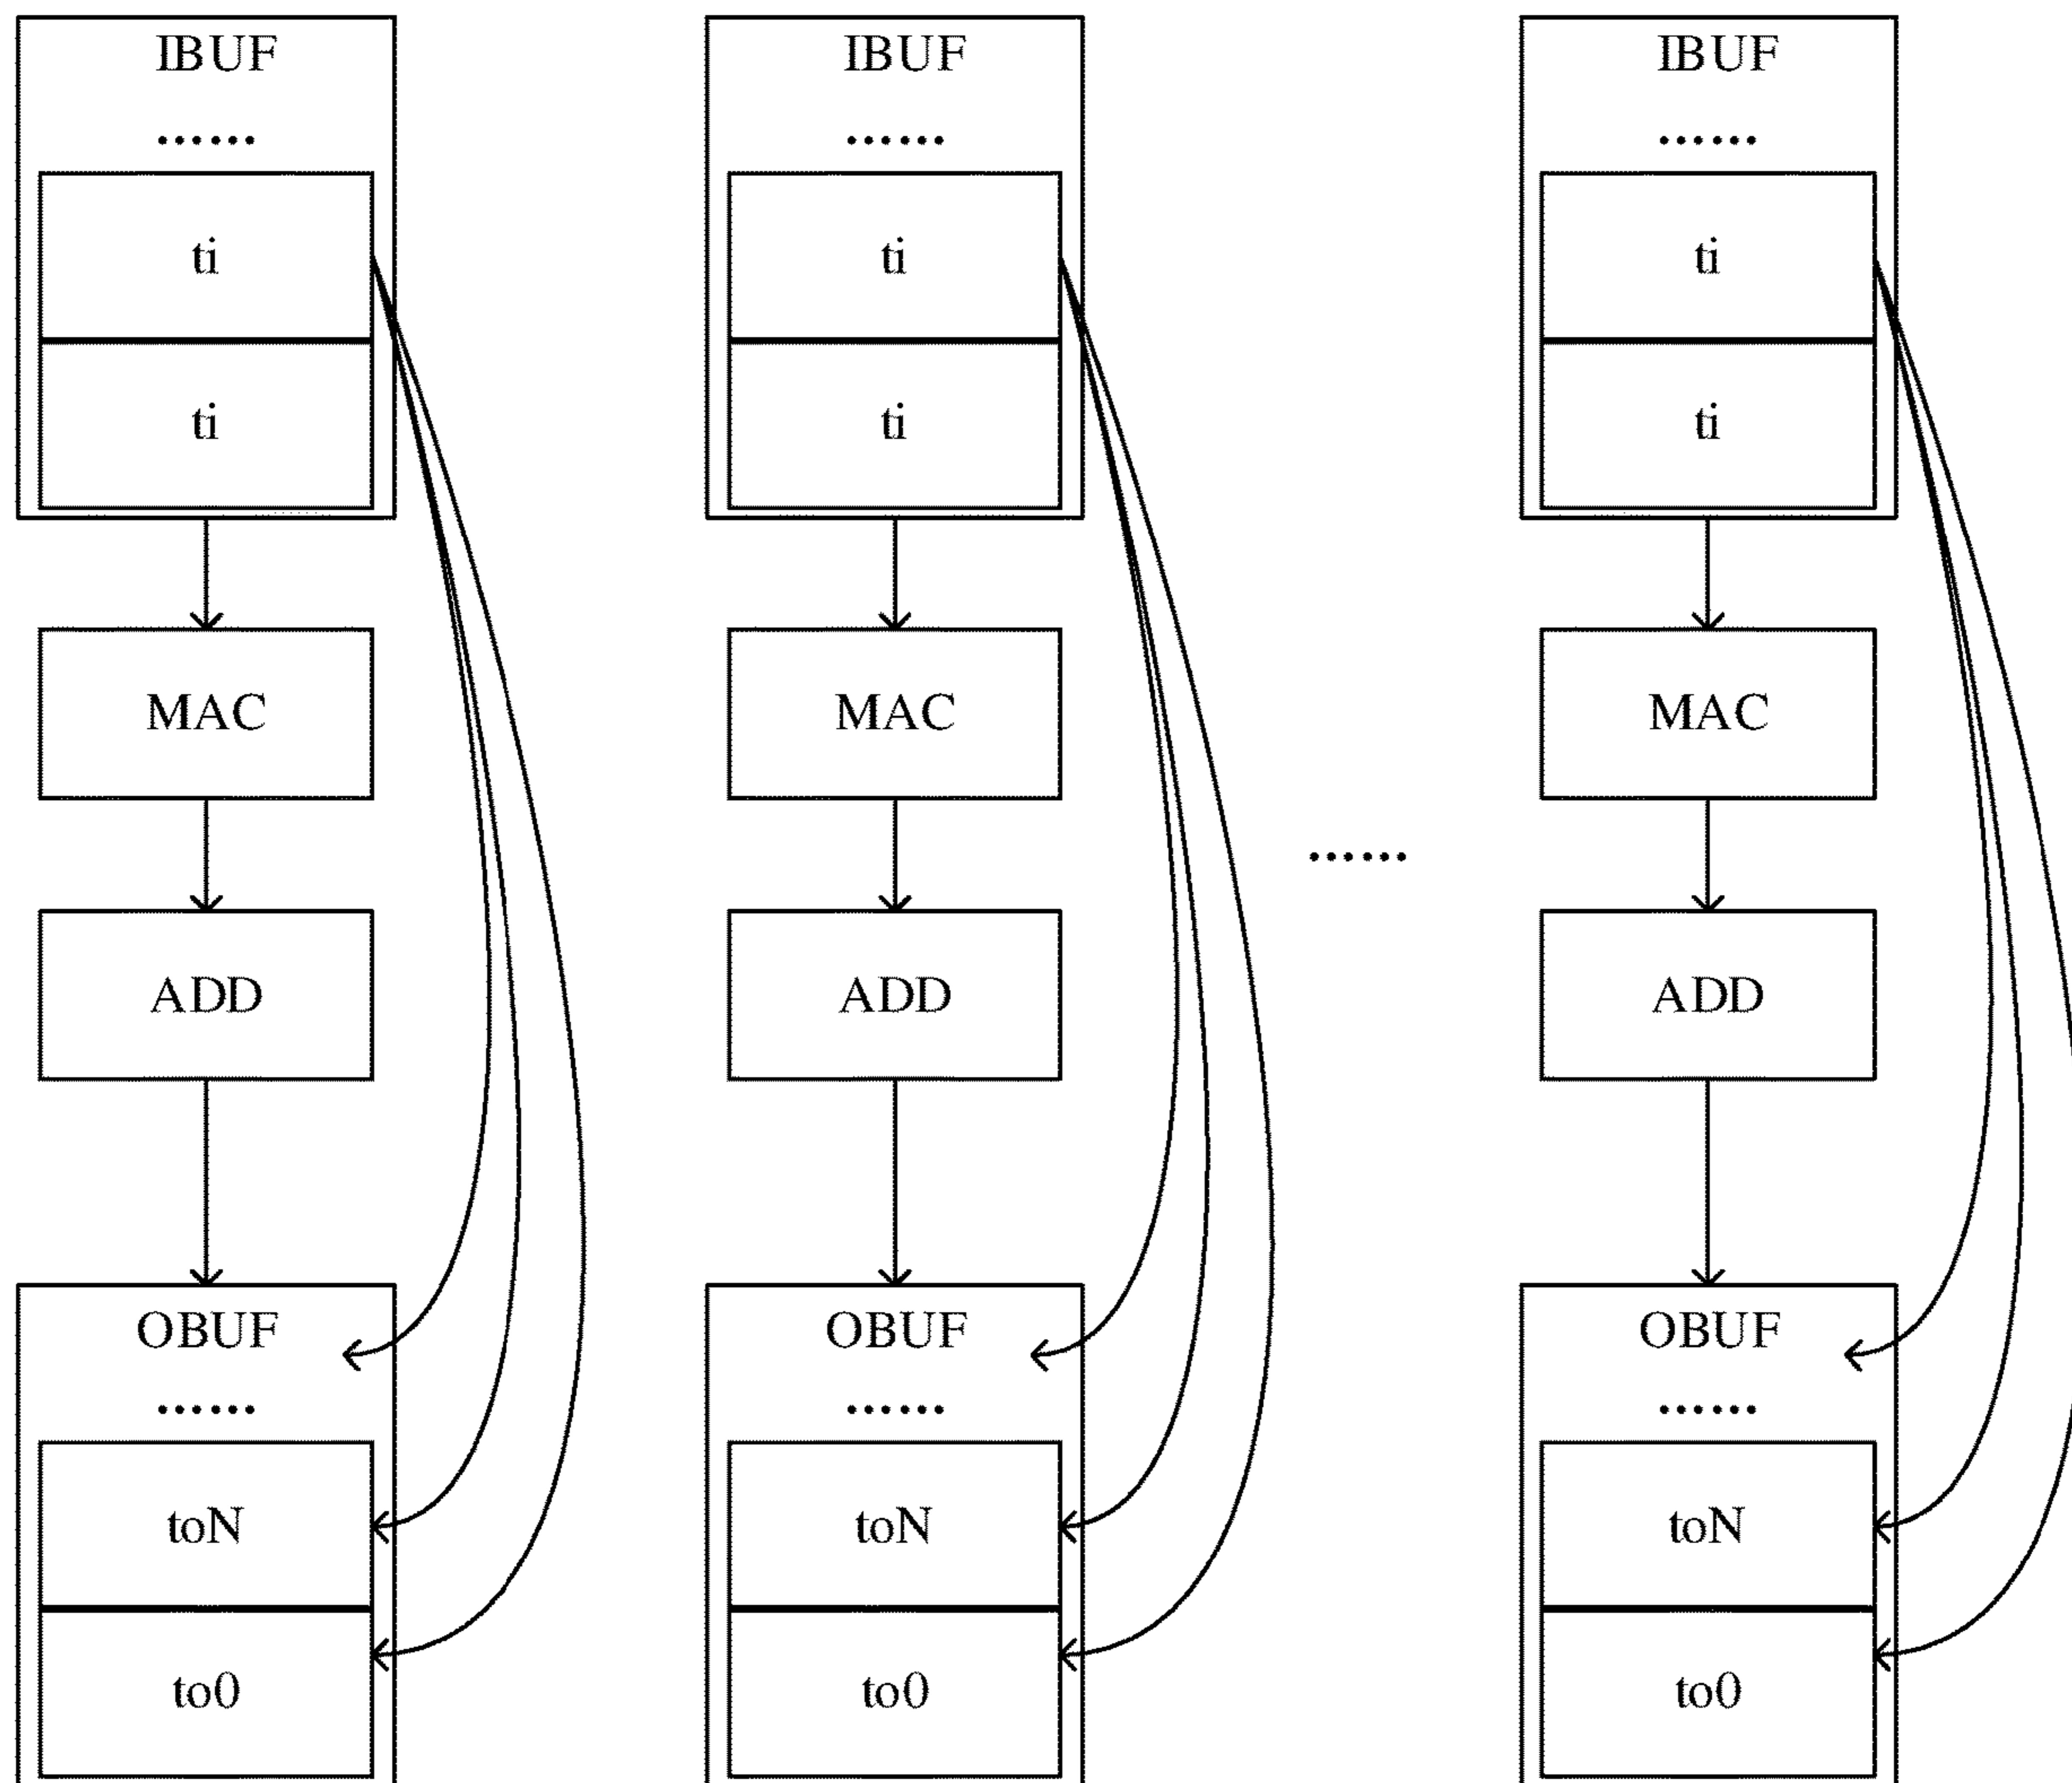 IBUF IBUF IBUF
...... ...... ......
ti ti ti
ti ti ti
MAC MAC MAC
......
ADD ADD ADD
OBUF OBUF OBUF
...... ...... ......
toN toN toN
to0 to0 to0